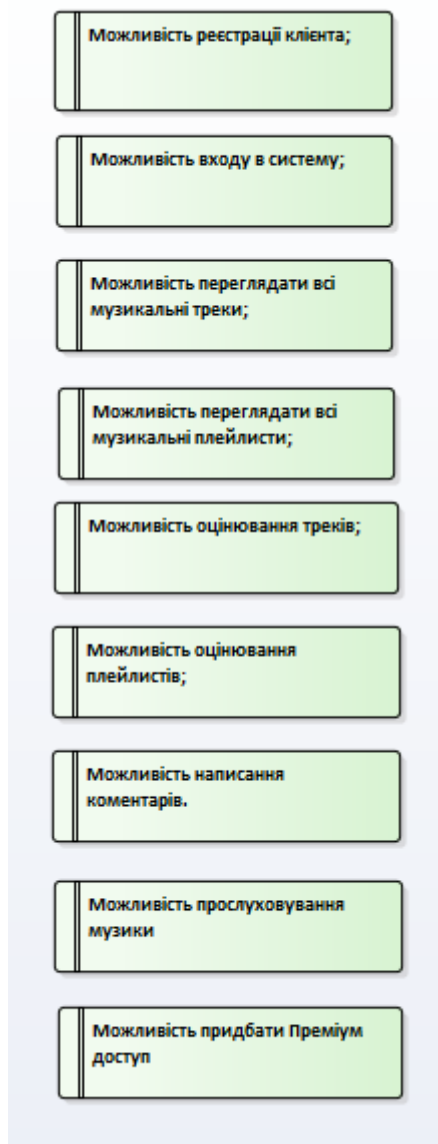 Можливість реєстрації клієнта;
Можливість входу в систему;
Можливість переглядати всі
музикальні треки;
Можливість переглядати всі
музикальні плейлисти;
Можливість оцінювання треків;
Можливість оцінювання
плейлистів;
Можливість написання
коментарів.
Можливість прослуховування
музики
Можливість придбати Преміум
доступ